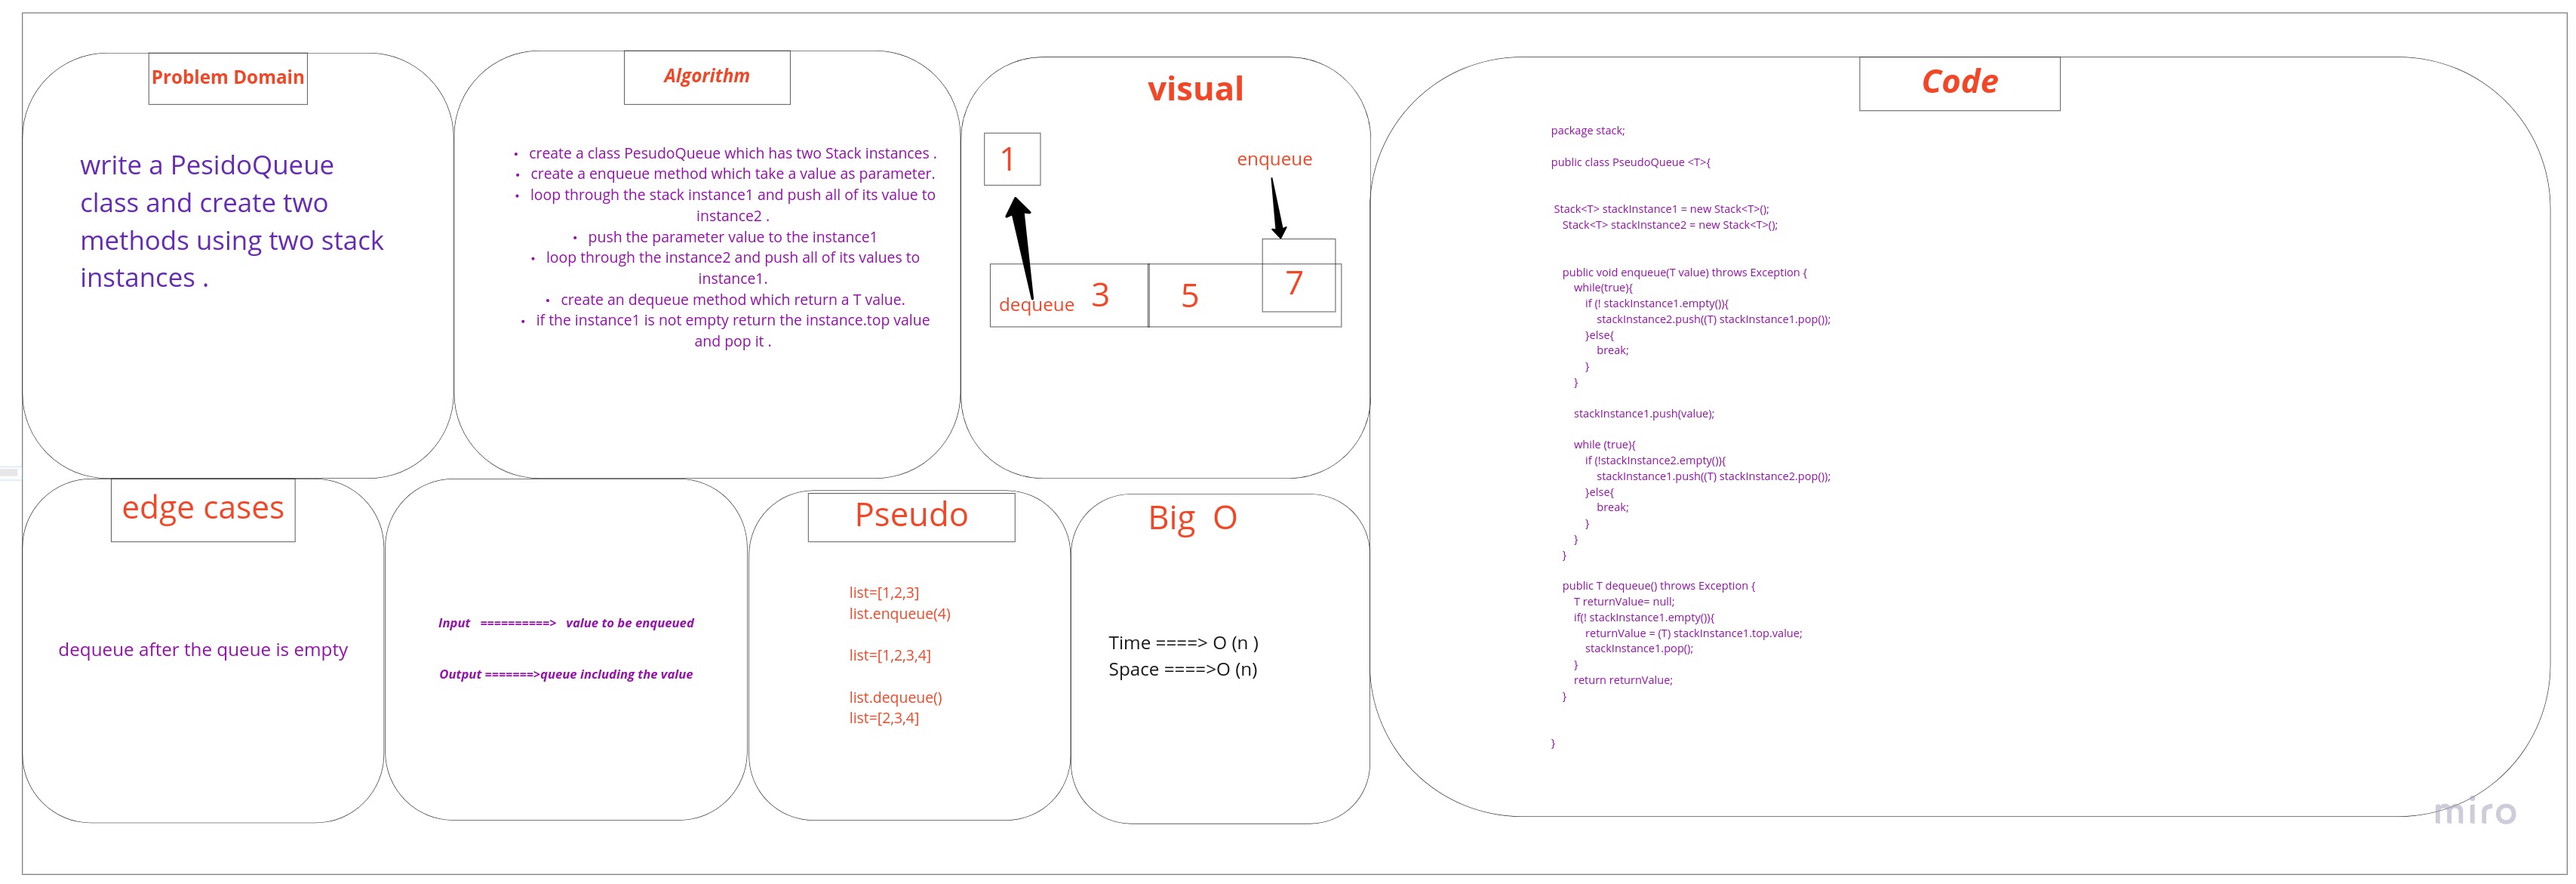 Problem Domain
write a PesidoQueue
class and create two
methods using two stack
instances .
Algorithm
• create a class PesudoQueue which has two Stack instances .
• create a enqueue method which take a value as parameter.
• loop through the stack instance1 and push all of its value to
instance2 .
• push the parameter value to the instance1
• loop through the instance2 and push all of its values to
instance1.
• create an dequeue method which return a T value.
• if the instance1 is not empty return the instance.top value
and pop it .
visual
1
enqueue
dequeue 3 5 7
edge cases
dequeue after the queue is empty
Input ==========> value to be enqueued
Output =======>queue including the value
Pseudo
list=[1,2,3]
list.enqueue(4)
list=[1,2,3,4]
list.dequeue()
list=[2,3,4]
Big O
Time ====> O (n )
Space ====>O (n)
Code
package stack;
public class PseudoQueue <T>{
Stack<T> stackInstance1 = new Stack<T>();
Stack<T> stackInstance2 = new Stack<T>();
public void enqueue(T value) throws Exception {
while(true){
if (! stackInstance1.empty()){
stackInstance2.push((T) stackInstance1.pop());
}else{
break;
}
}
stackInstance1.push(value);
while (true){
if (!stackInstance2.empty()){
stackInstance1.push((T) stackInstance2.pop());
}else{
break;
}
}
}
public T dequeue() throws Exception {
T returnValue= null;
if(! stackInstance1.empty()){
returnValue = (T) stackInstance1.top.value;
stackInstance1.pop();
}
return returnValue;
}
}
miro